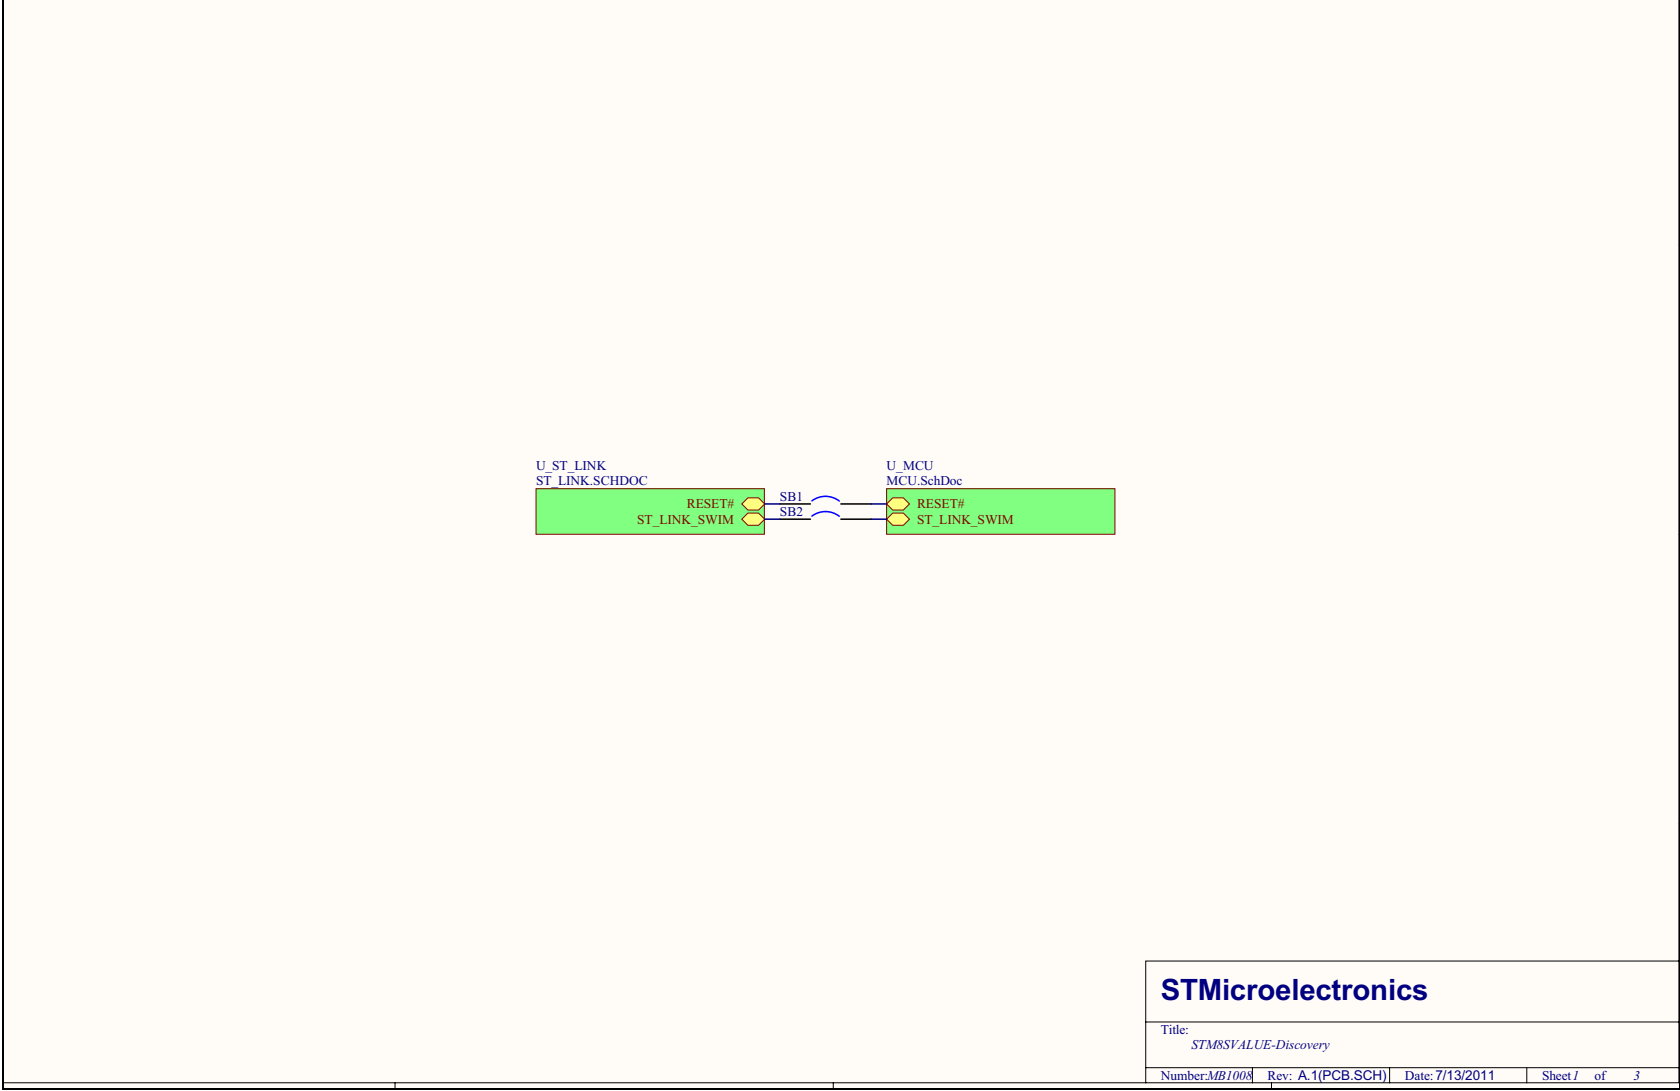 U_ST_LINK
ST_LINK.SCHDOC
U_MCU
MCU.SchDoc
RESET# SB1 RESET#
ST_LINK_SWIM SB2 ST_LINK_SWIM
STMicroelectronics
Title:
STM8SVALUE-Discovery
Number:MB1008 Rev: A.1(PCB.SCH) Date:7/13/2011 Sheet 1 of 3